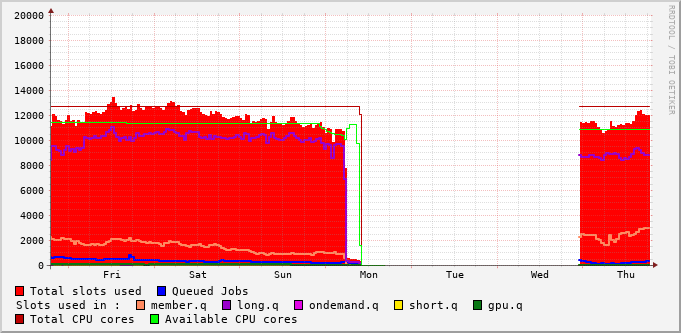 20000
18000
16000
14000
12000
10000
8000
6000
4000
2000
0
Fri Sat Sun Mon Tue Wed Thu
Total slots used Queued Jobs
Slots used in : member.q long.q ondemand.q short.q gpu.q
Total CPU cores Available CPU cores
RRDTOOL / TOBI OETIKER